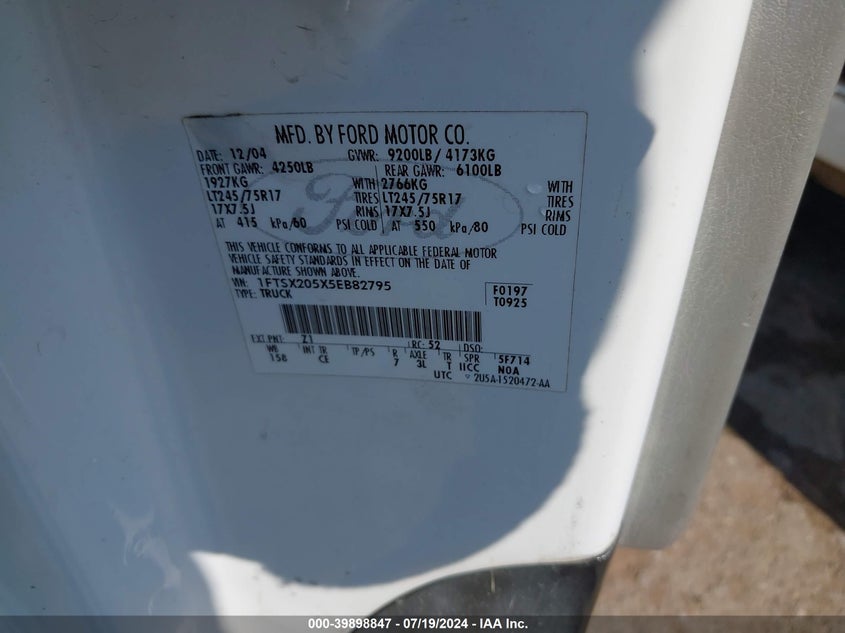 MFD. BY FORD MOTOR CO.
DATE: 12/04 GVWR: 9200LB/ 4173KG
FRONT GAWR: 4250LB REAR GAWR: 6100LB
1927KG WITH 2766KG WITH
LT245/75R17 TIRES LT245/75R17 TIRES
17X7.5J RIMS 17X7.5J RIMS
AT 415 kPa/60 PSI COLD AT 550 kPa/80 PSI COLD
Ford
THIS VEHICLE CONFORMS TO ALL APPLICABLE FEDERAL MOTOR
VEHICLE SAFETY STANDARDS IN EFFECT ON THE DATE OF
MANUFACTURE SHOWN ABOVE.
VIN: 1FTSX205X5EB82795 F0197
TYPE: TRUCK T0925
EXT PNT: Z1 RC: 52 DSO:
WB INT TR TP/PS R AXLE TR SPR 5F714
158 CE 7 3L T IICC N0A
UTC ▽ 2U5A-1520472-AA
000-39898847 - 07/19/2024 - IAA Inc.